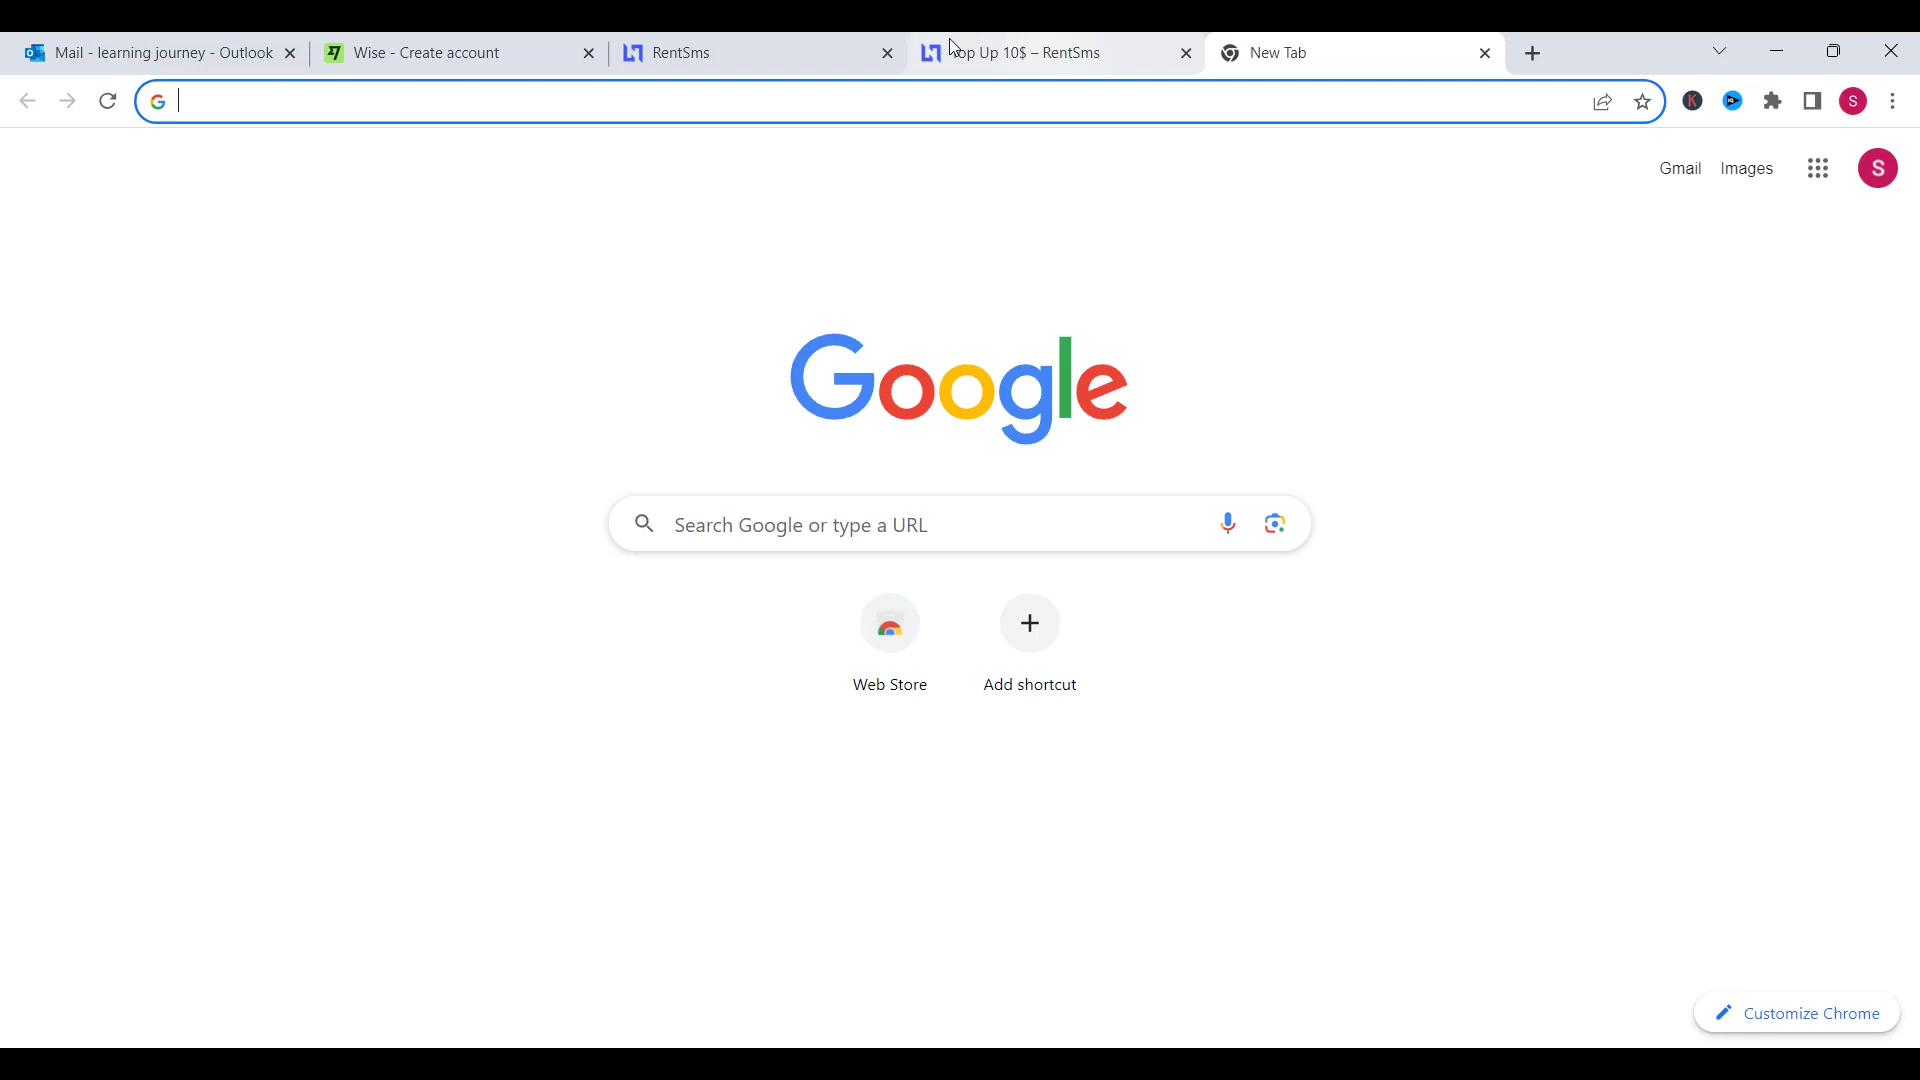 Mail - learning journey - Outlook
Wise - Create account
RentSms
op Up 10$ – RentSms
New Tab
S
Gmail
Images
S
Google
Search Google or type a URL
Web Store
Add shortcut
Customize Chrome